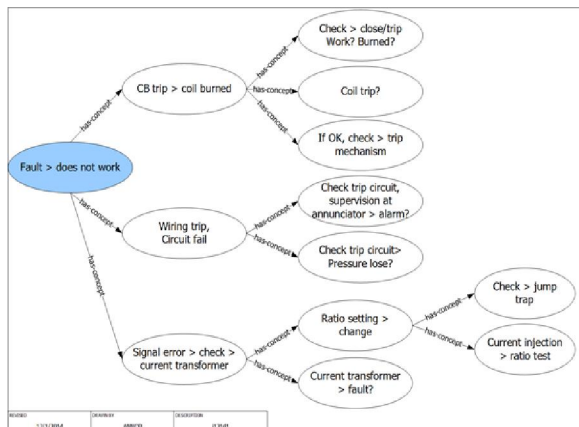 Check > close/trip
Work? Burned?
has-concept
CB trip > coil burned
has-concept
Coil trip?
has-concept
has-concept
If OK, check > trip
mechanism
Fault > does not work
has-concept
Check trip circuit,
supervision at
annunciator > alarm?
has-concept
Wiring trip,
Circuit fail
has-concept
Check trip circuit>
Pressure lose?
has-concept
Check > jump
trap
has-concept
Ratio setting >
change
has-concept
has-concept
Current injection
> ratio test
Signal error > check >
current transformer
has-concept
Current transformer
> fault?
REVISED
DESCRIPTION